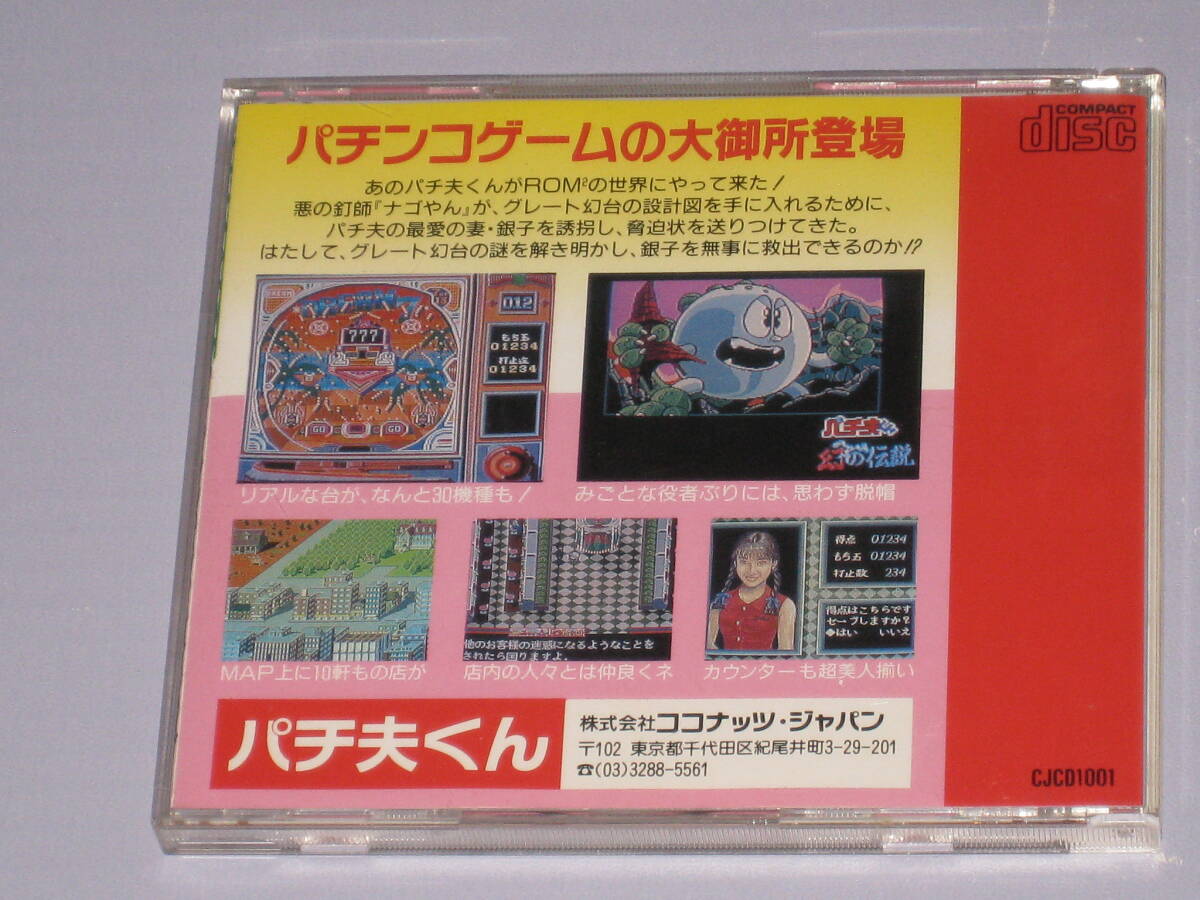 パチンコゲームの大御所登場
COMPACT
disc
あのパチ夫くんがROM²の世界にやって来た!
悪の釘師『ナゴやん』が、グレート幻台の設計図を手に入れるために、
パチ夫の最愛の妻・銀子を誘拐し、脅迫状を送りつけてきた。
はたして、グレート幻台の謎を解き明かし、銀子を無事に救出できるのか!?
012
777
もち玉
01234
打止玉
01234
GO
GO
パチ夫くん
幻の伝説
リアルな台が、なんと30機種も!
みごとな役者ぶりには、思わず脱帽
他のお客様の迷惑になるようなことを
されたら困りますよ。
得点 01234
もち玉 01234
打止数 234
得点はこちらです
セーブしますか?
◆はい いいえ
MAP上に10軒もの店が
店内の人々とは仲良くネ
カウンターも超美人揃い
パチ夫くん
株式会社ココナッツ・ジャパン
〒102 東京都千代田区紀尾井町3-29-201
☎(03)3288-5561
CJCD1001